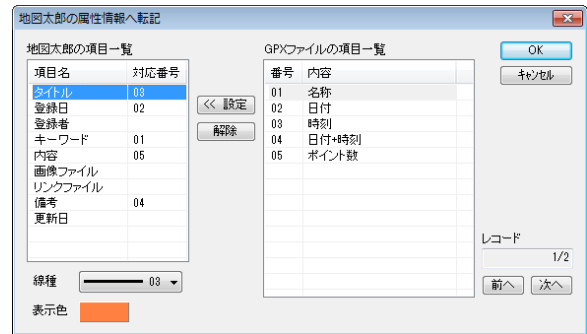 地図太郎の属性情報へ転記
地図太郎の項目一覧
項目名 対応番号
タイトル 03
登録日 02
登録者
キーワード 01
内容 05
画像ファイル
リンクファイル
備考 04
更新日
<< 設定
解除
GPXファイルの項目一覧
番号 内容
01 名称
02 日付
03 時刻
04 日付+時刻
05 ポイント数
OK
キャンセル
レコード
1/2
前へ 次へ
線種 03
表示色